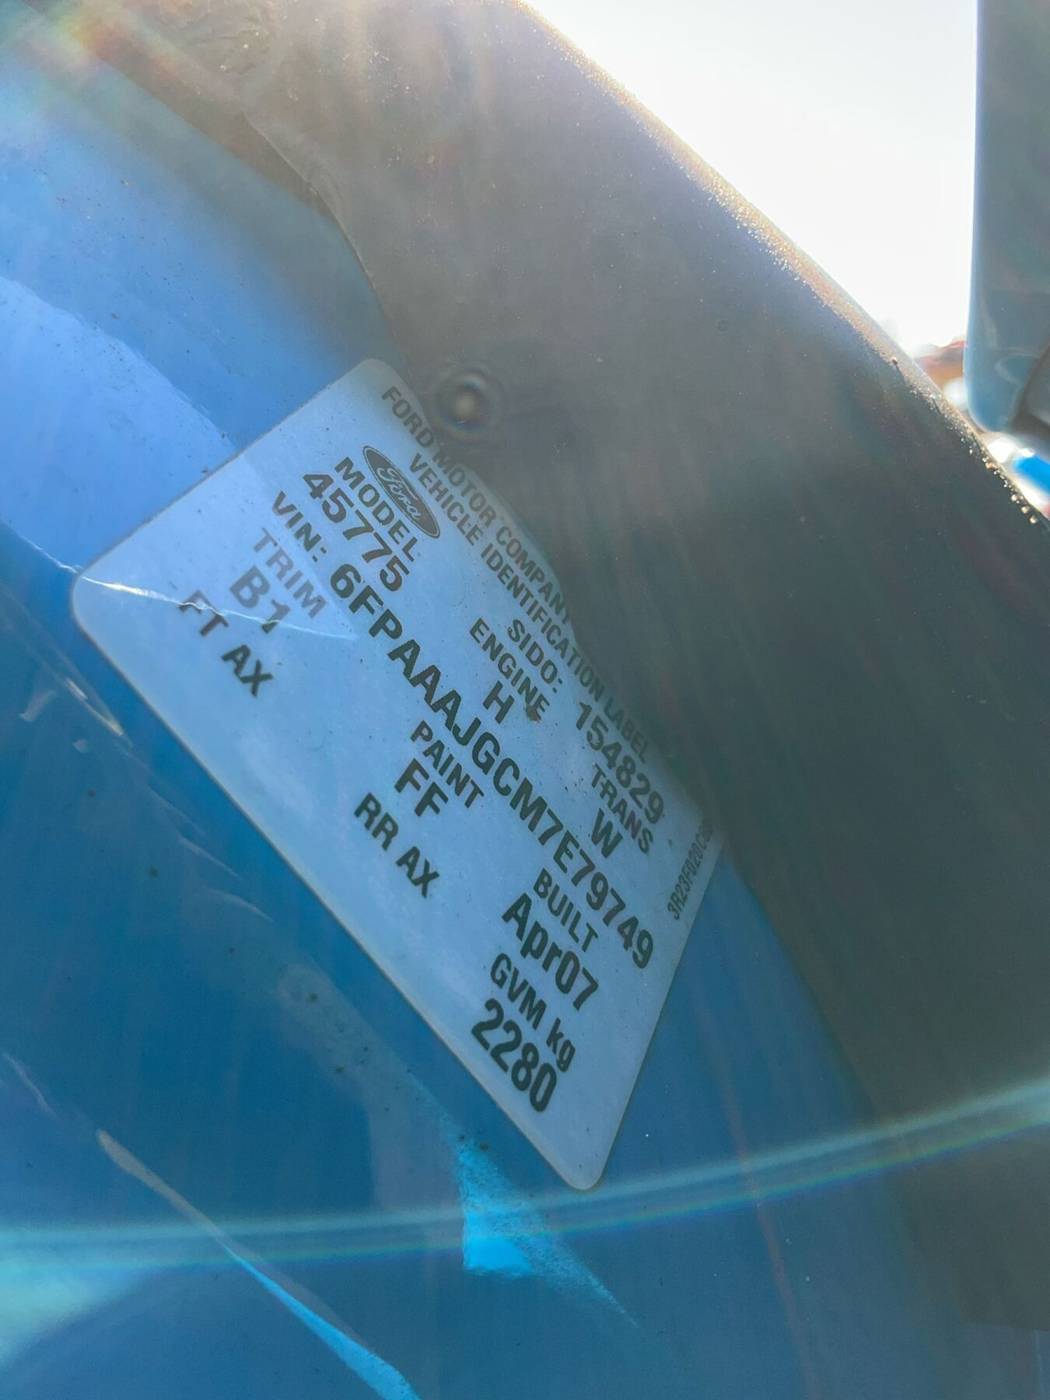 FORD MOTOR COMPANY
VEHICLE IDENTIFICATION LABEL
Ford
SIDO: 154829
MODEL ENGINE TRANS
45775 H W
VIN: 6FPAAAJGCM7E79749
TRIM PAINT BUILT
B1 FF Apr07
FT AX RR AX GVM kg
2280